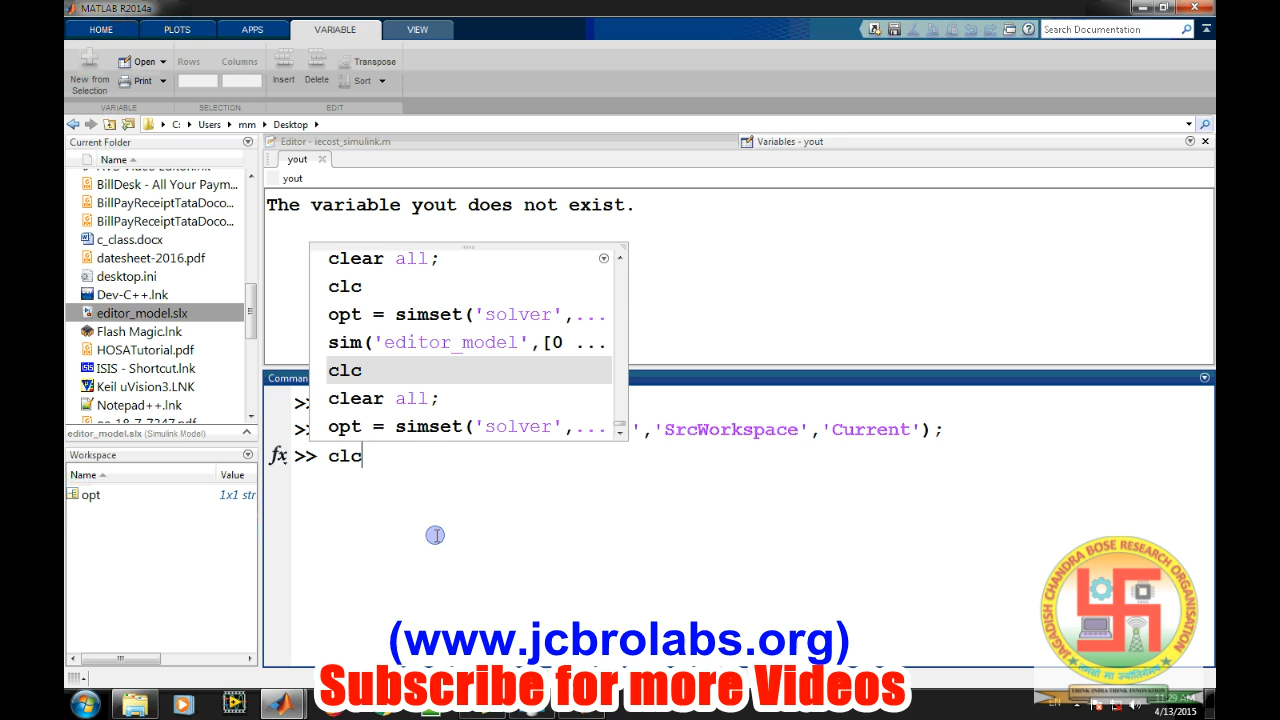 MATLAB R2014a
HOME PLOTS APPS VARIABLE VIEW
Search Documentation
New from Selection
Open
Print
Rows Columns
Insert Delete
Transpose
Sort
VARIABLE SELECTION EDIT
C: Users mm Desktop
Current Folder
Name
BillDesk - All Your Paym...
BillPayReceiptTataDoco...
BillPayReceiptTataDoco...
c_class.docx
datesheet-2016.pdf
desktop.ini
Dev-C++.lnk
editor_model.slx
Flash Magic.lnk
HOSATutorial.pdf
ISIS - Shortcut.lnk
Keil uVision3.LNK
Notepad++.lnk
editor_model.slx (Simulink Model)
Workspace
Name Value
opt 1x1 str
Editor - iecost_simulink.m
Variables - yout
yout
yout
The variable yout does not exist.
clear all;
clc
opt = simset('solver',...
sim('editor_model',[0 ...
clc
clear all;
opt = simset('solver',...
Comman
>>
>> ','SrcWorkspace','Current');
fx >> clc
JAGADISH CHANDRA BOSE RESEARCH ORGANISATION
THINK INDIA THINK INNOVATION
(www.jcbrolabs.org)
Subscribe for more Videos
11:29 AM
4/13/2015